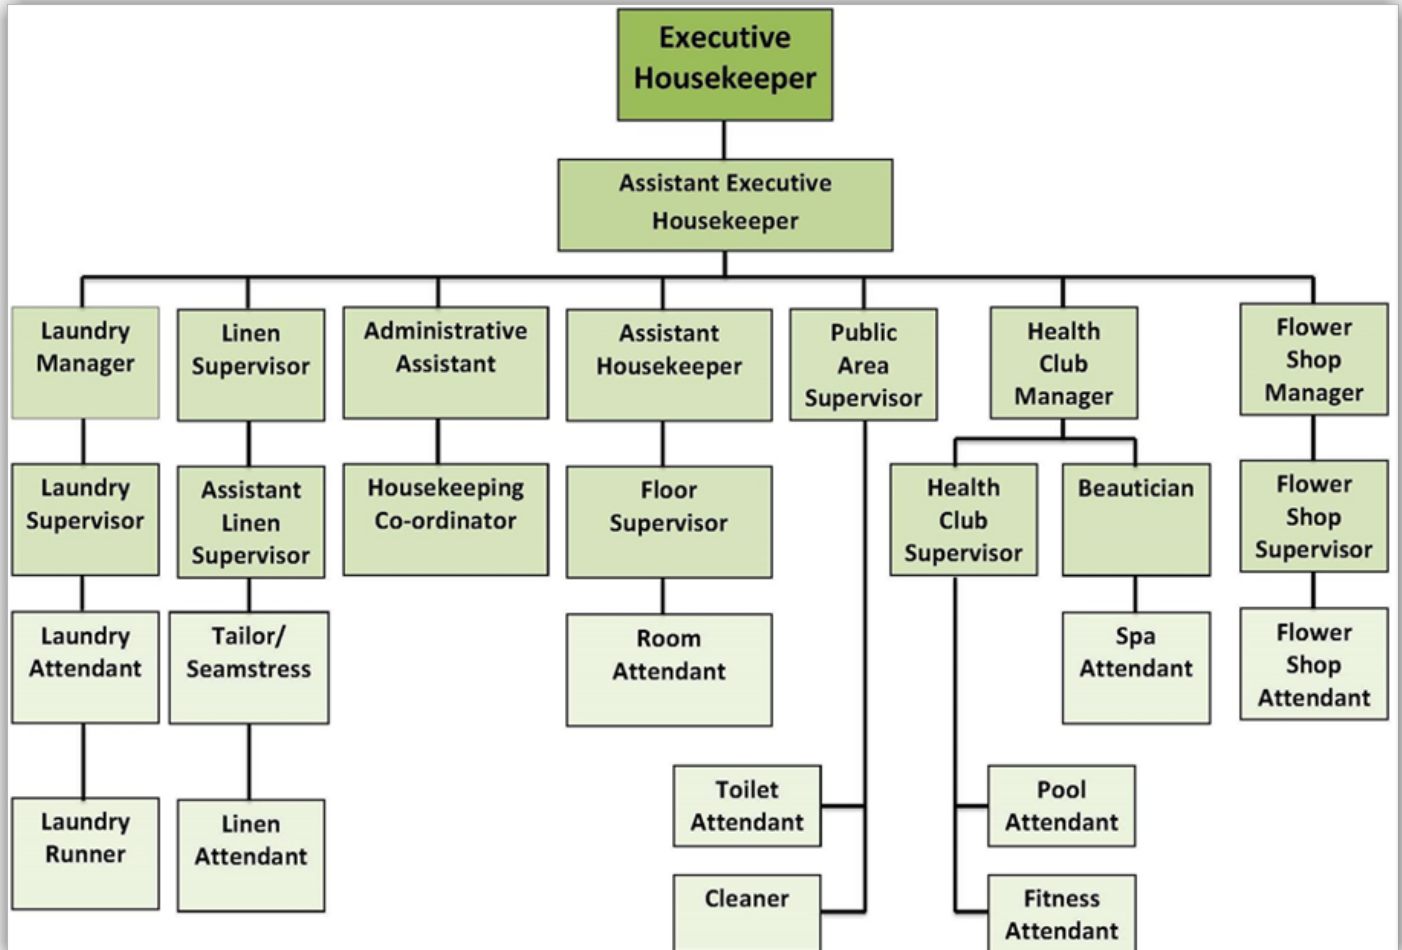 Executive
Housekeeper
Assistant Executive
Housekeeper
Laundry
Manager
Linen
Supervisor
Administrative
Assistant
Assistant
Housekeeper
Public
Area
Supervisor
Health
Club
Manager
Flower
Shop
Manager
Laundry
Supervisor
Assistant
Linen
Supervisor
Housekeeping
Co-ordinator
Floor
Supervisor
Health
Club
Supervisor
Beautician
Flower
Shop
Supervisor
Laundry
Attendant
Tailor/
Seamstress
Room
Attendant
Spa
Attendant
Flower
Shop
Attendant
Toilet
Attendant
Pool
Attendant
Laundry
Runner
Linen
Attendant
Cleaner
Fitness
Attendant